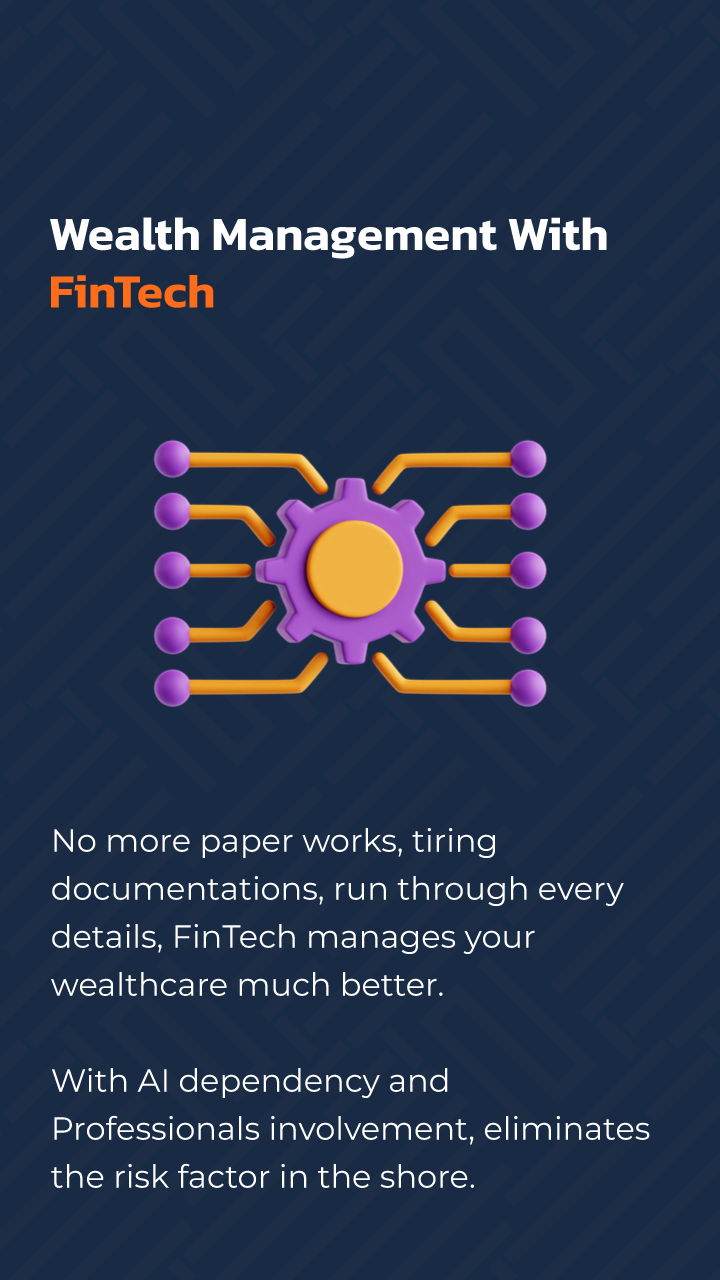 Wealth Management With
FinTech
No more paper works, tiring
documentations, run through every
details, FinTech manages your
wealthcare much better.
With AI dependency and
Professionals involvement, eliminates
the risk factor in the shore.